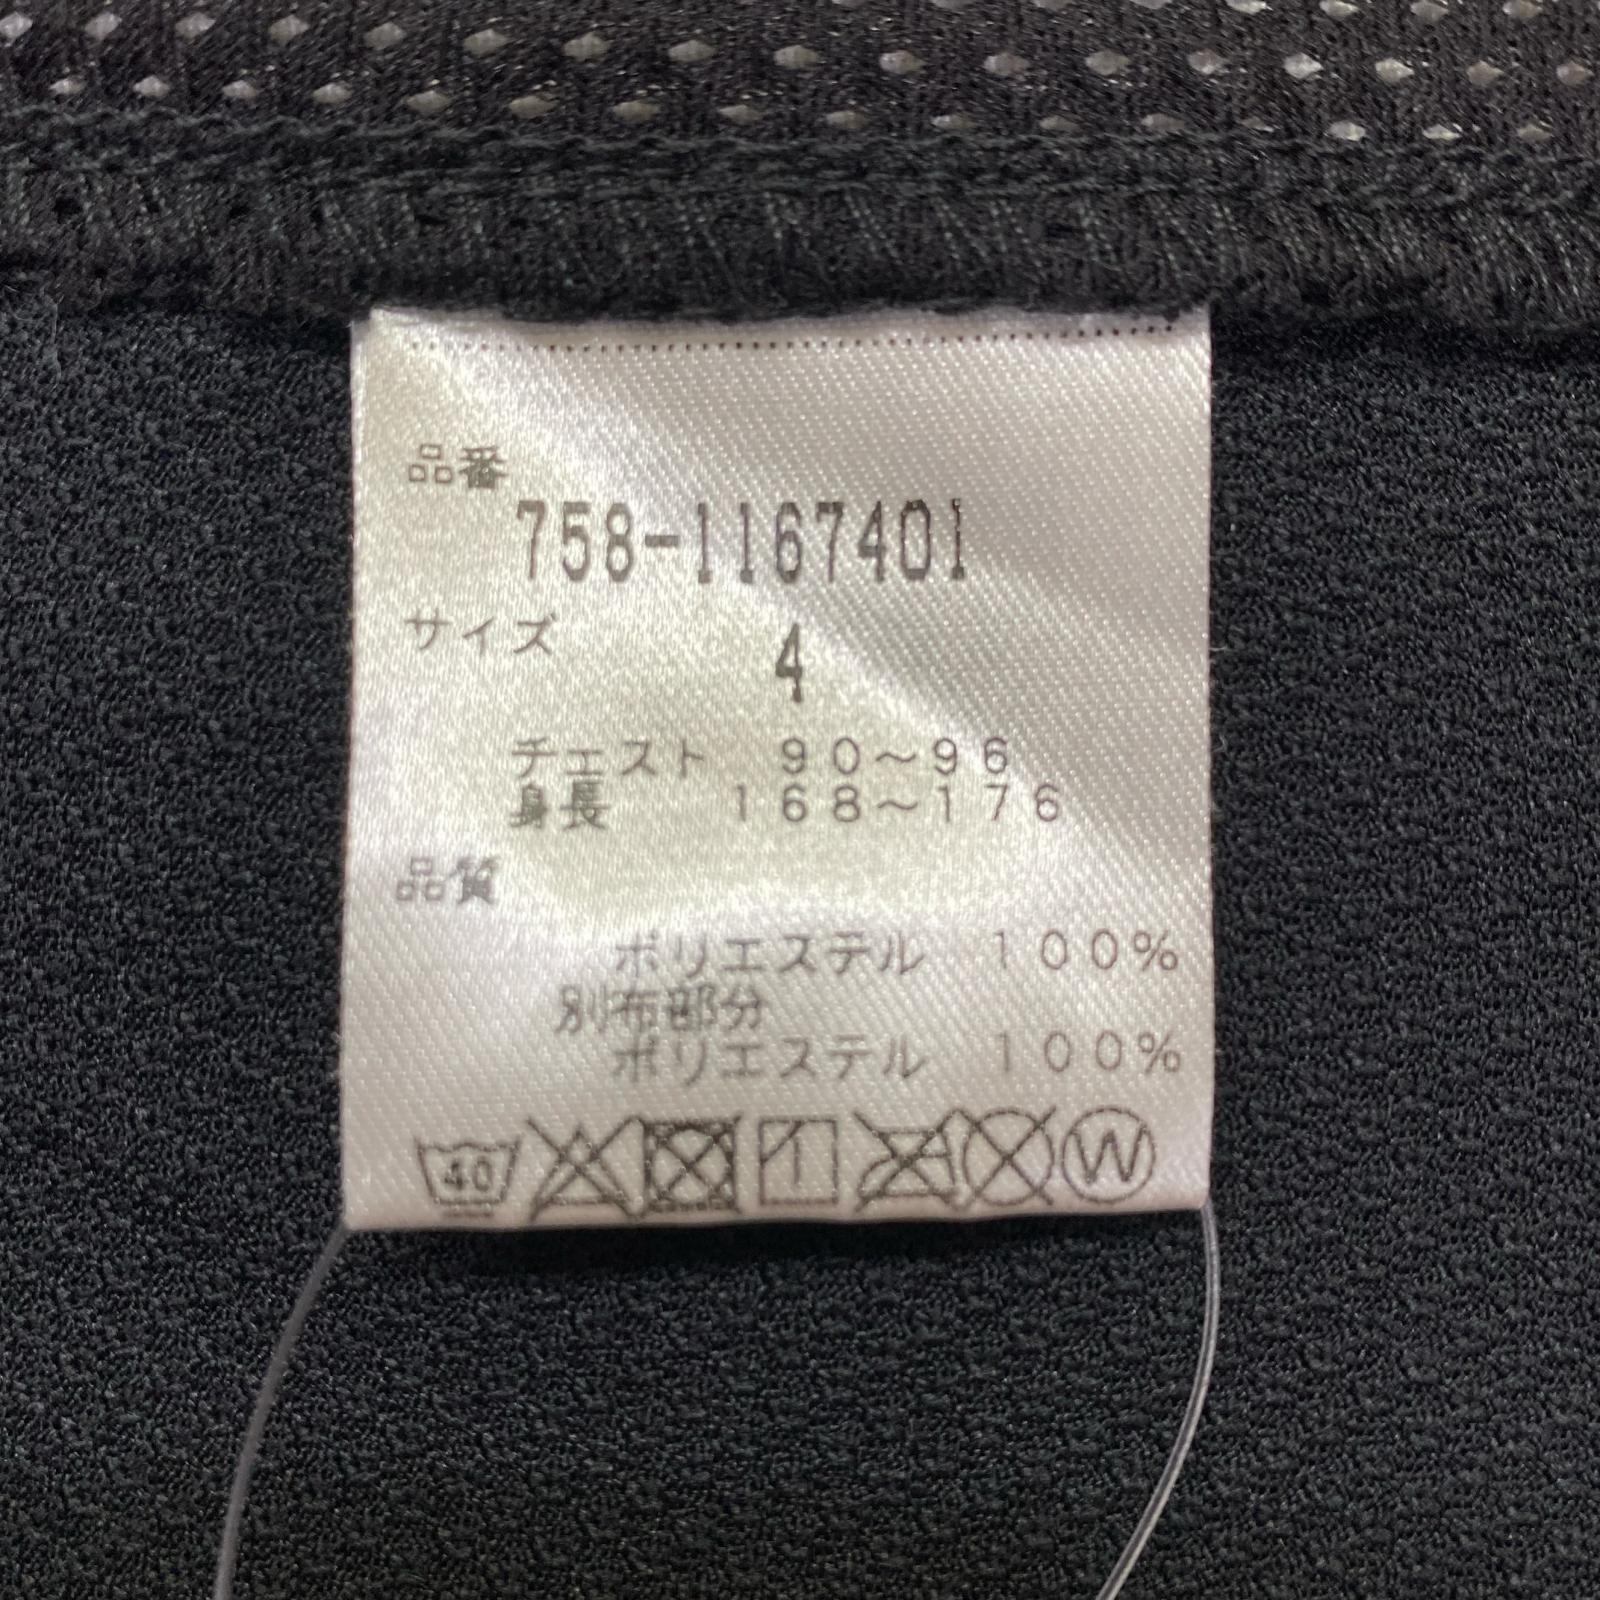 品番
758-1167401
サイズ
4
チェスト 90～96
身長 168～176
品質
ポリエステル 100%
別布部分
ポリエステル 100%
40 W